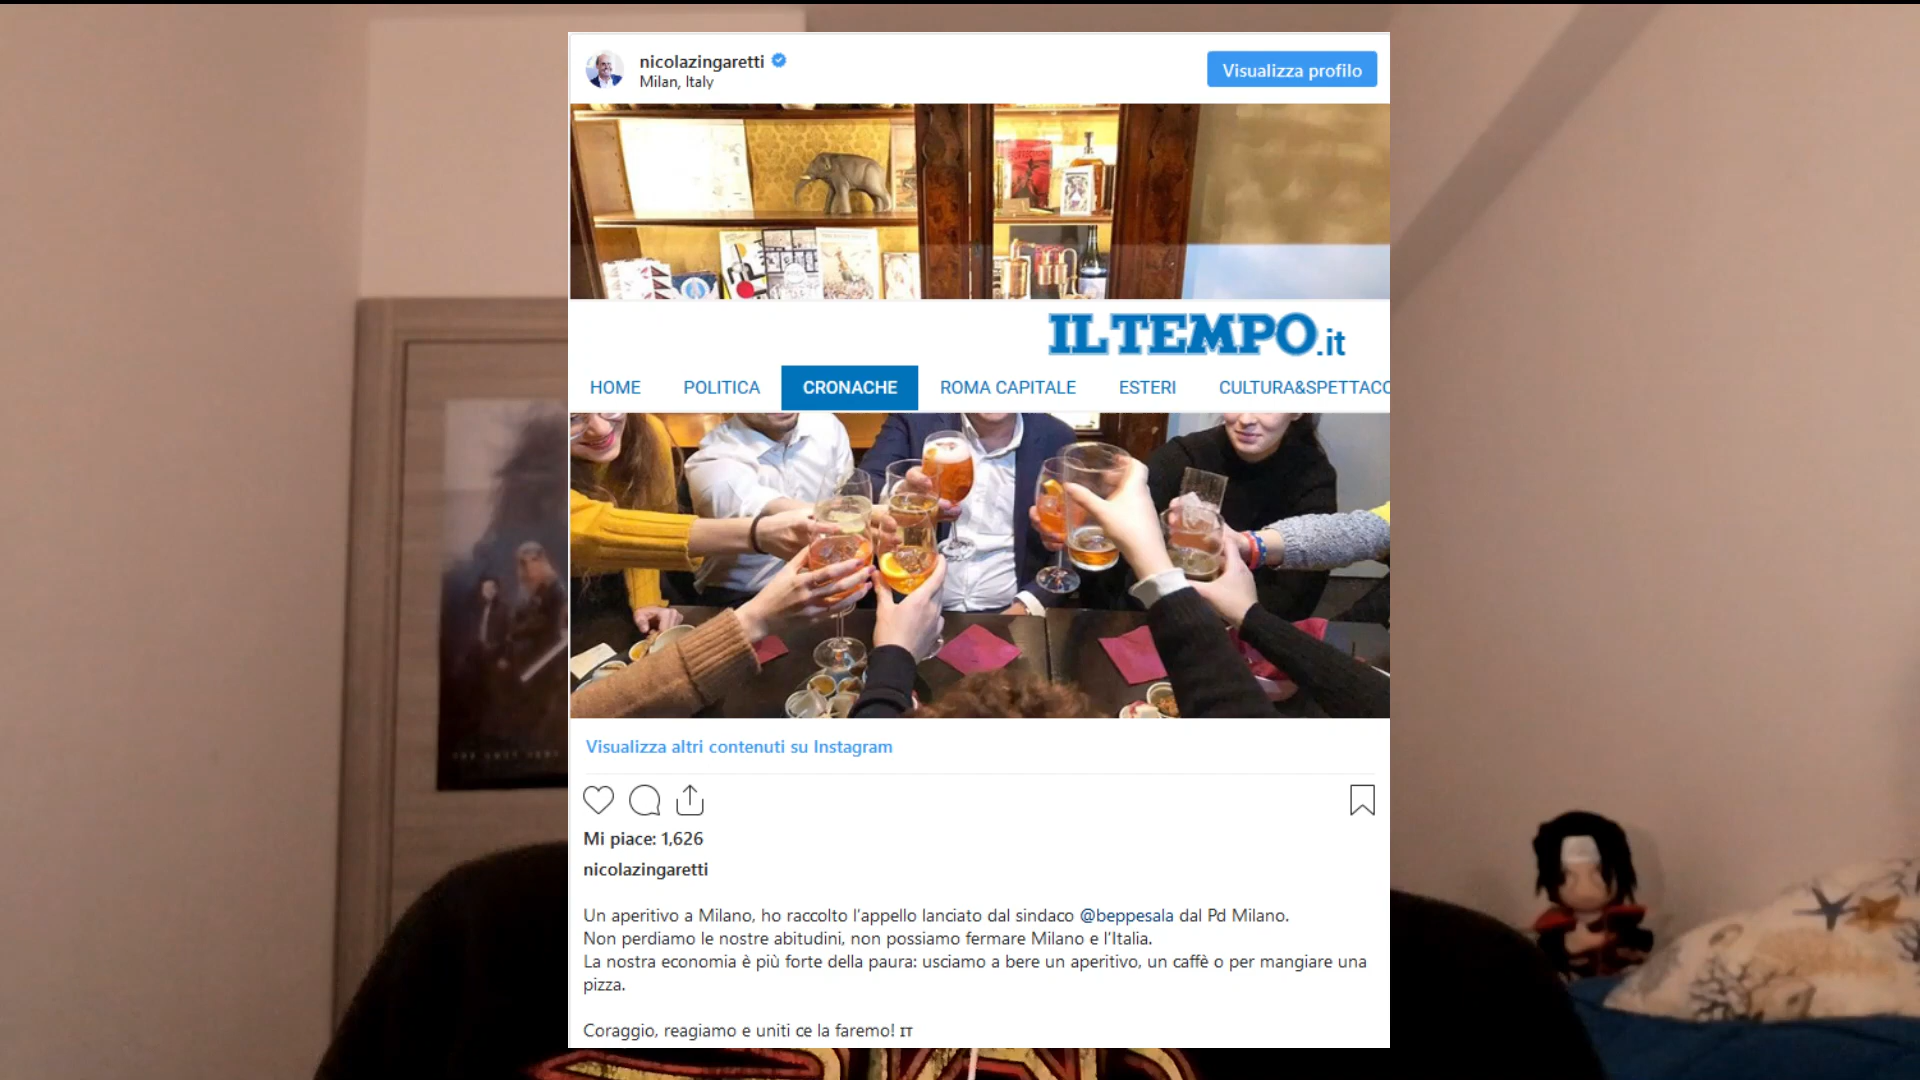 nicolazingaretti
Milan, Italy
Visualizza profilo
IL TEMPO.it
HOME POLITICA CRONACHE ROMA CAPITALE ESTERI CULTURA&SPETTACO
Visualizza altri contenuti su Instagram
Mi piace: 1,626
nicolazingaretti
Un aperitivo a Milano, ho raccolto l'appello lanciato dal sindaco @beppesala dal Pd Milano.
Non perdiamo le nostre abitudini, non possiamo fermare Milano e l'Italia.
La nostra economia è più forte della paura: usciamo a bere un aperitivo, un caffè o per mangiare una
pizza.
Coraggio, reagiamo e uniti ce la faremo! IT